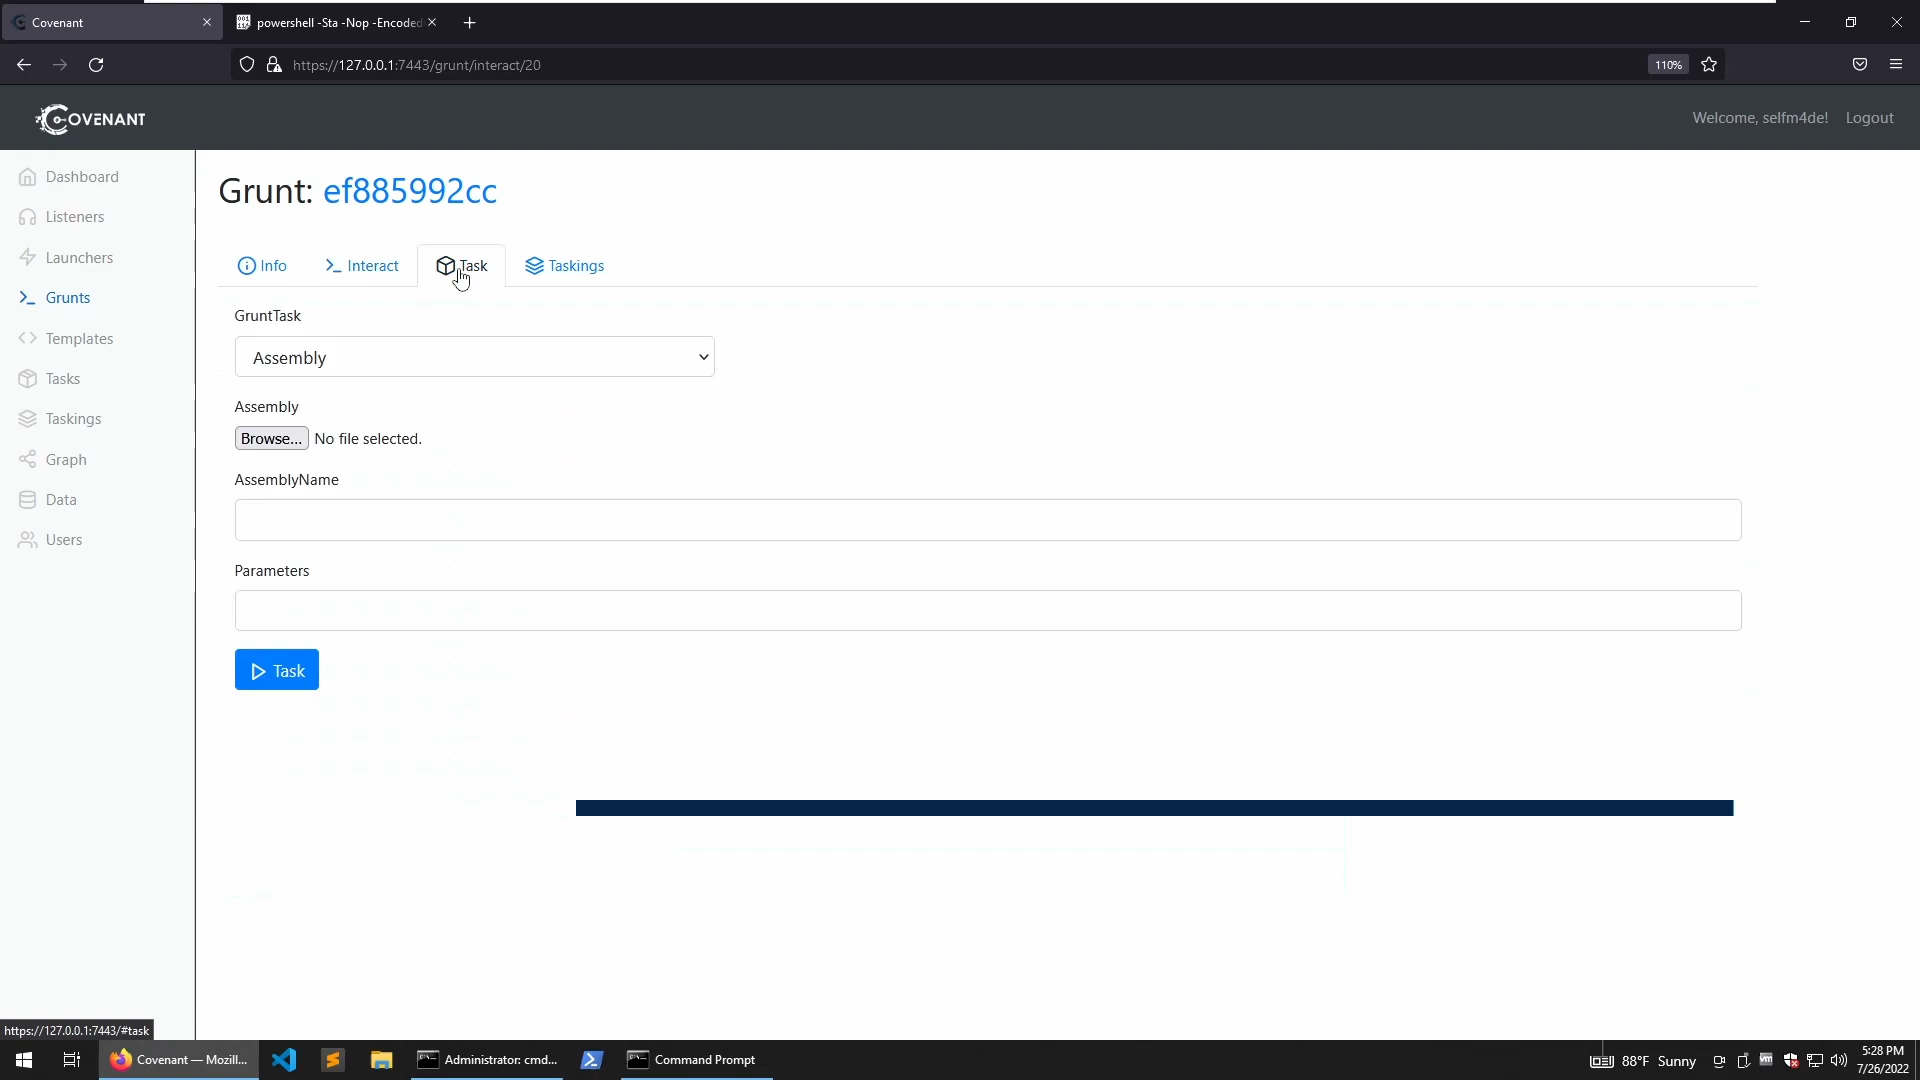 Covenant
powershell -Sta -Nop -Encoded
https://127.0.0.1:7443/grunt/interact/20
110%
COVENANT
Welcome, selfm4de!
Logout
Dashboard
Listeners
Launchers
Grunts
Templates
Tasks
Taskings
Graph
Data
Users
Grunt: ef885992cc
Info
Interact
Task
Taskings
GruntTask
Assembly
Assembly
Browse... No file selected.
AssemblyName
Parameters
Task
https://127.0.0.1:7443/#task
Covenant — Mozill...
Administrator: cmd...
Command Prompt
88°F Sunny
5:28 PM
7/26/2022